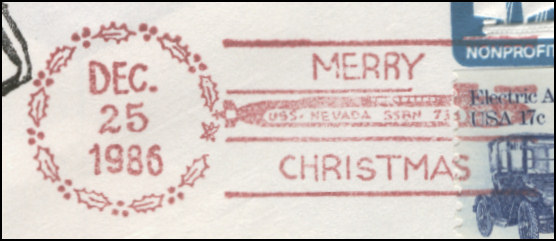 DEC.
25
1986
MERRY
USS. NEVADA SSBN 733
CHRISTMAS
NONPROFIT
Electric A
USA 17c